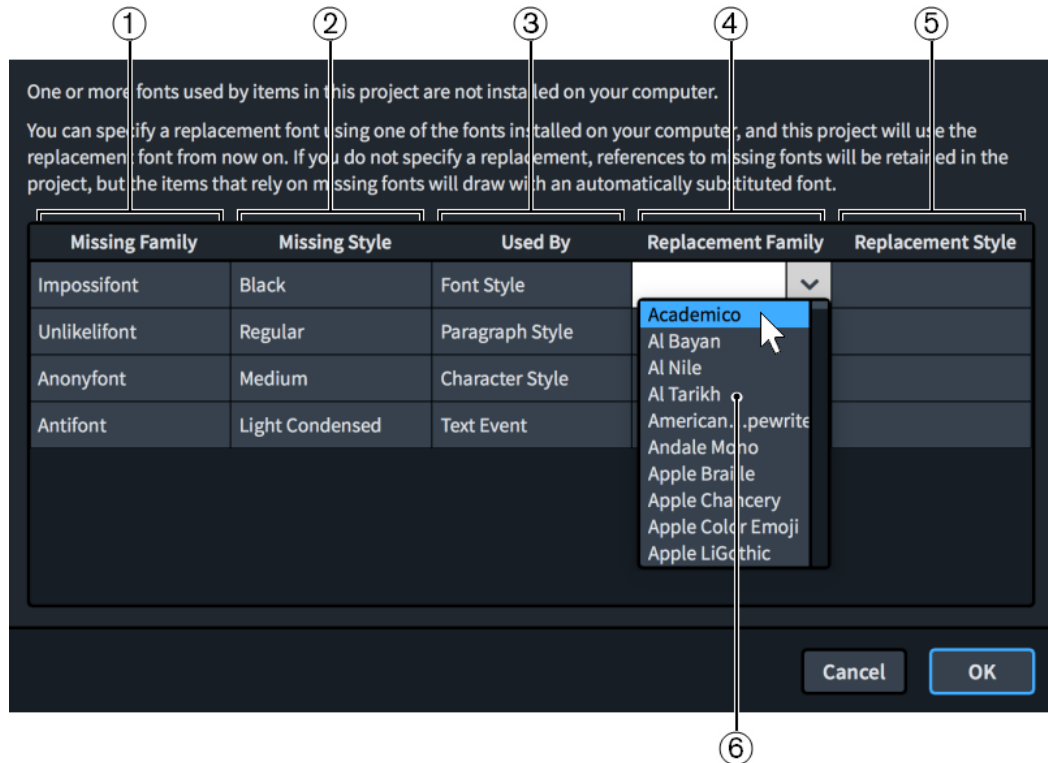 ① ② ③ ④ ⑤
One or more fonts used by items in this project are not installed on your computer.
You can specify a replacement font using one of the fonts installed on your computer, and this project will use the
replacement font from now on. If you do not specify a replacement, references to missing fonts will be retained in the
project, but the items that rely on missing fonts will draw with an automatically substituted font.
Missing Family Missing Style Used By Replacement Family Replacement Style
Impossifont Black Font Style
Unlikelifont Regular Paragraph Style
Anonyfont Medium Character Style
Antifont Light Condensed Text Event
Academico
Al Bayan
Al Nile
Al Tarikh
American...pewrite
Andale Mono
Apple Braille
Apple Chancery
Apple Color Emoji
Apple LiGothic
Cancel OK
⑥